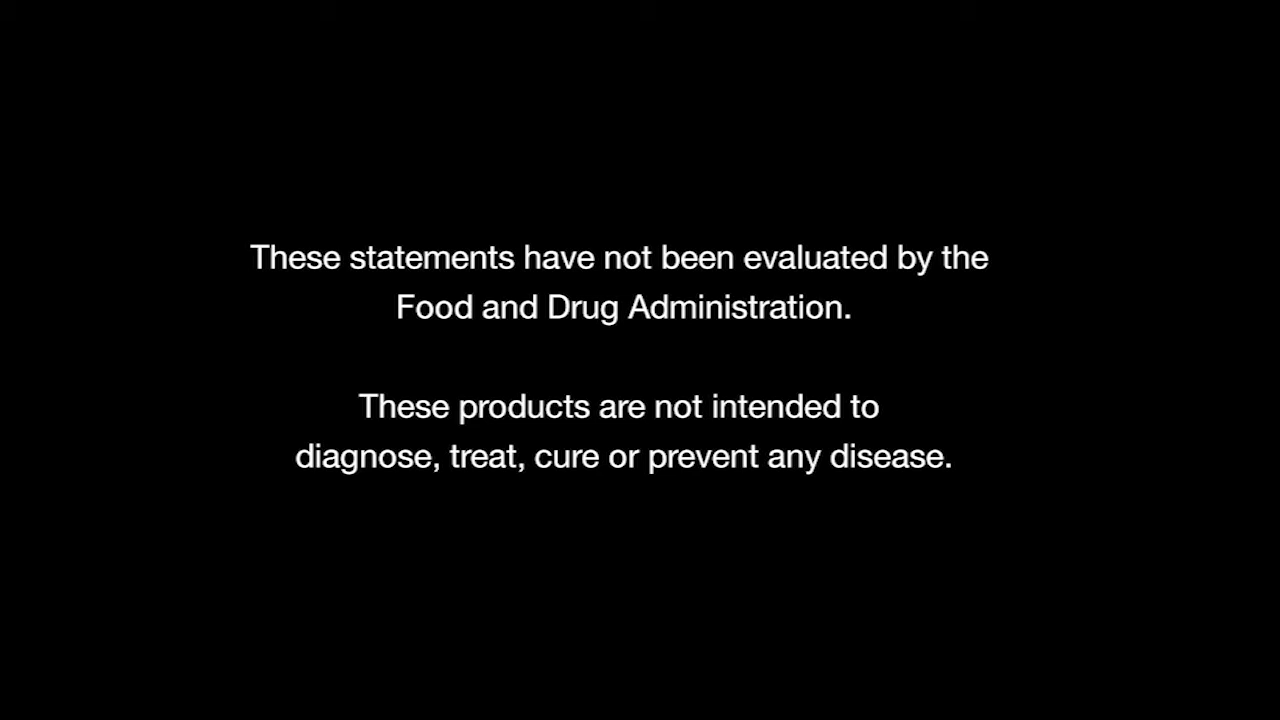 These statements have not been evaluated by the
Food and Drug Administration.
These products are not intended to
diagnose, treat, cure or prevent any disease.